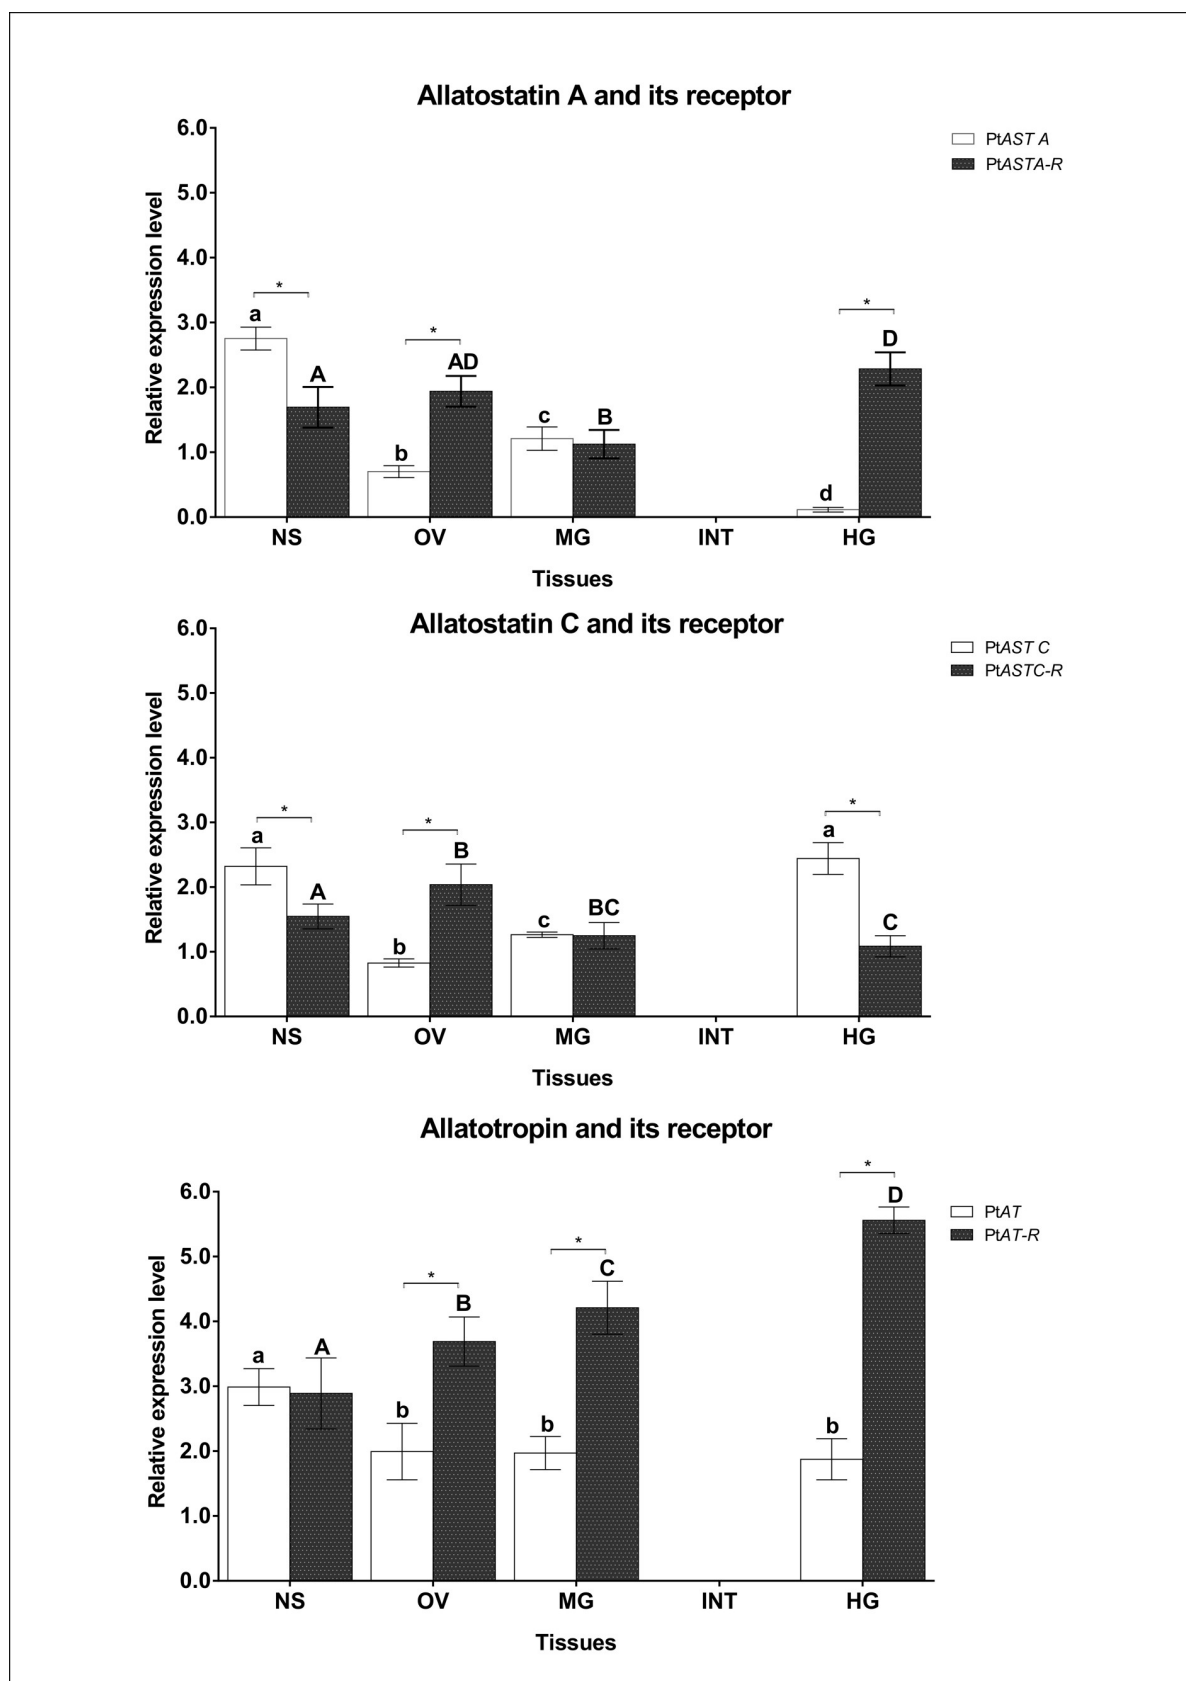 Allatostatin A and its receptor
PtAST A
PtASTA-R
Relative expression level
6.0
5.0
4.0
3.0
2.0
1.0
0.0
* * *
a A b AD c B d D
NS OV MG INT HG
Tissues
Allatostatin C and its receptor
PtAST C
PtASTC-R
Relative expression level
6.0
5.0
4.0
3.0
2.0
1.0
0.0
* * *
a A b B c BC a C
NS OV MG INT HG
Tissues
Allatotropin and its receptor
PtAT
PtAT-R
Relative expression level
6.0
5.0
4.0
3.0
2.0
1.0
0.0
* * *
a A b B b C b D
NS OV MG INT HG
Tissues